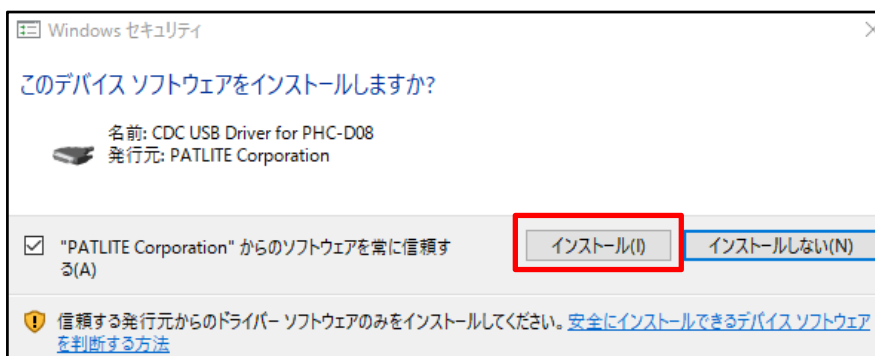 Windows セキュリティ
このデバイス ソフトウェアをインストールしますか?
名前: CDC USB Driver for PHC-D08
発行元: PATLITE Corporation
"PATLITE Corporation" からのソフトウェアを常に信頼す
る(A)
インストール(I)
インストールしない(N)
信頼する発行元からのドライバー ソフトウェアのみをインストールしてください。安全にインストールできるデバイス ソフトウェア
を判断する方法